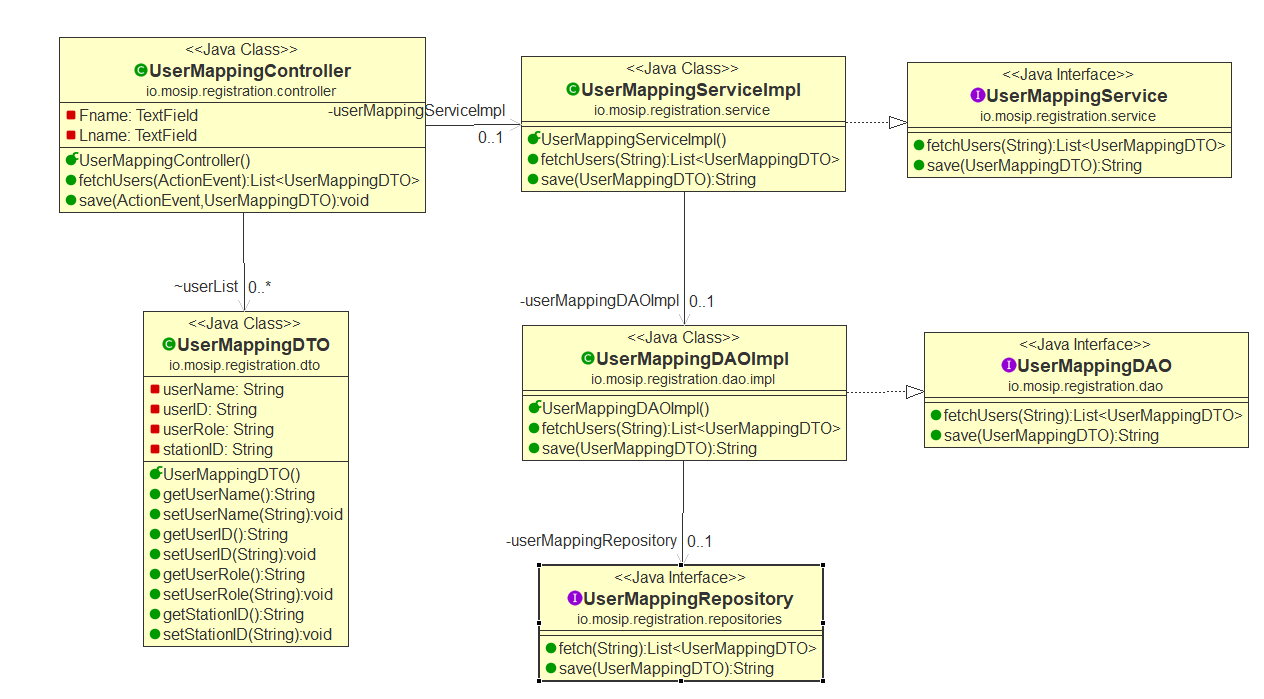 <<Java Class>>
UserMappingController
io.mosip.registration.controller
Fname: TextField
Lname: TextField
UserMappingController()
fetchUsers(ActionEvent):List<UserMappingDTO>
save(ActionEvent,UserMappingDTO):void
-userMappingServiceImpl
0..1
<<Java Class>>
UserMappingServiceImpl
io.mosip.registration.service
UserMappingServiceImpl()
fetchUsers(String):List<UserMappingDTO>
save(UserMappingDTO):String
<<Java Interface>>
UserMappingService
io.mosip.registration.service
fetchUsers(String):List<UserMappingDTO>
save(UserMappingDTO):String
~userList
0..*
<<Java Class>>
UserMappingDTO
io.mosip.registration.dto
userName: String
userID: String
userRole: String
stationID: String
UserMappingDTO()
getUserName():String
setUserName(String):void
getUserID():String
setUserID(String):void
getUserRole():String
setUserRole(String):void
getStationID():String
setStationID(String):void
-userMappingDAOImpl
0..1
<<Java Class>>
UserMappingDAOImpl
io.mosip.registration.dao.impl
UserMappingDAOImpl()
fetchUsers(String):List<UserMappingDTO>
save(UserMappingDTO):String
<<Java Interface>>
UserMappingDAO
io.mosip.registration.dao
fetchUsers(String):List<UserMappingDTO>
save(UserMappingDTO):String
-userMappingRepository
0..1
<<Java Interface>>
UserMappingRepository
io.mosip.registration.repositories
fetch(String):List<UserMappingDTO>
save(UserMappingDTO):String